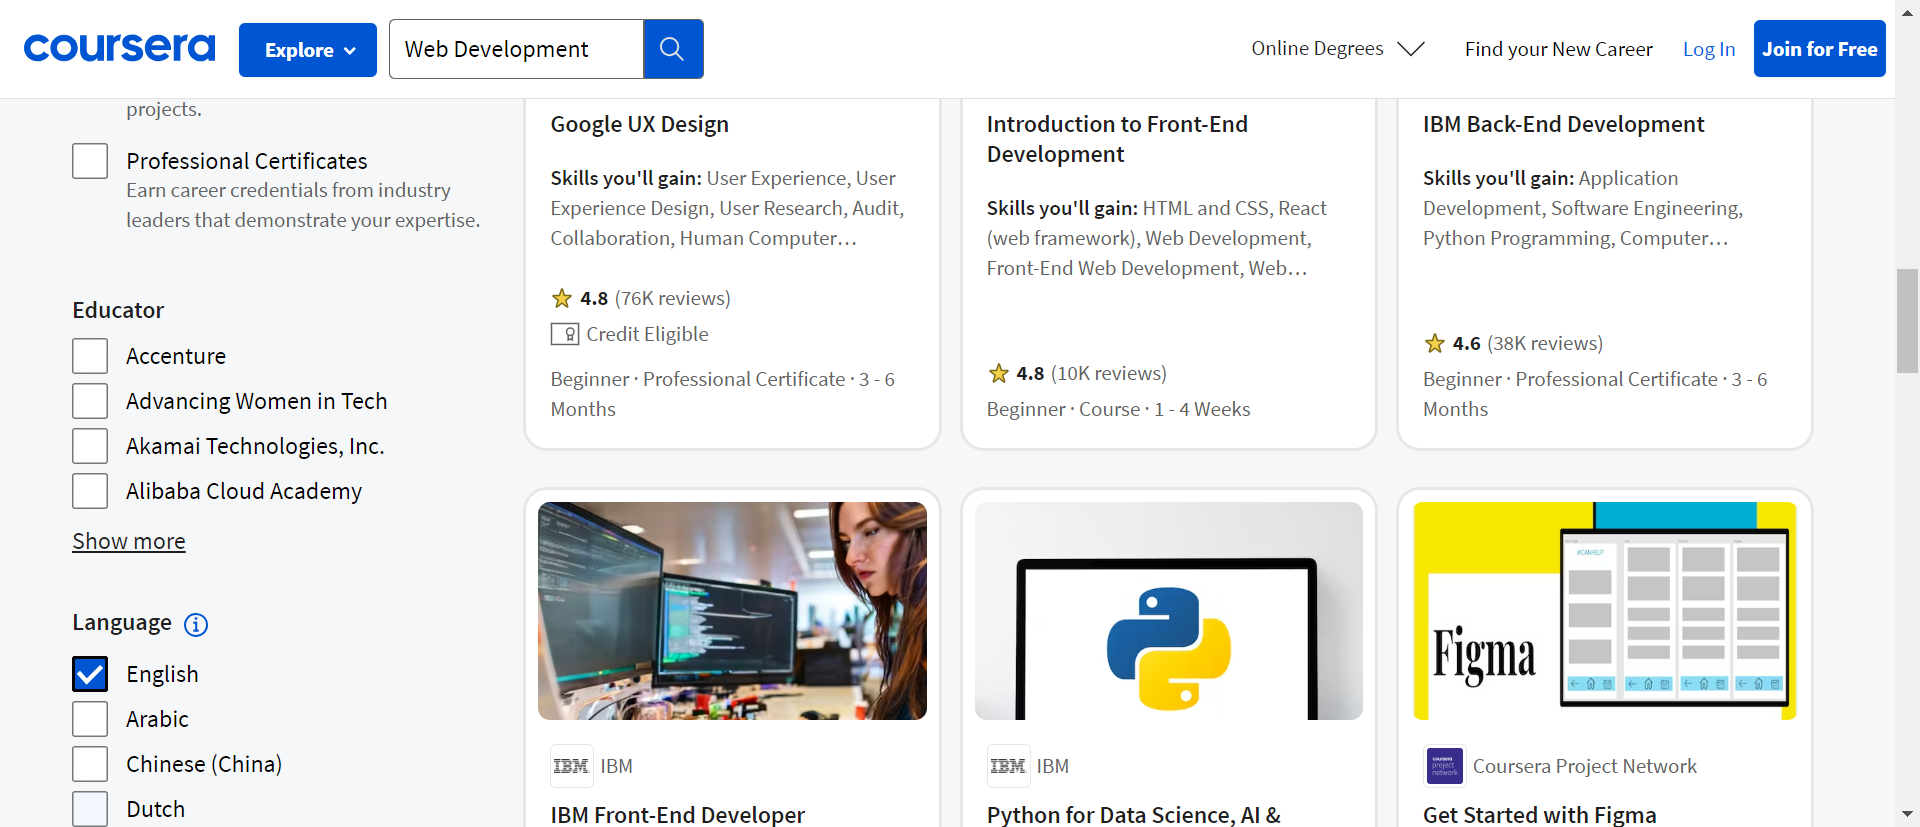 coursera
Explore
Web Development
Online Degrees
Find your New Career
Log In
Join for Free
projects.
Professional Certificates
Earn career credentials from industry
leaders that demonstrate your expertise.
Educator
Accenture
Advancing Women in Tech
Akamai Technologies, Inc.
Alibaba Cloud Academy
Show more
Language
English
Arabic
Chinese (China)
Dutch
Google UX Design
Skills you'll gain: User Experience, User
Experience Design, User Research, Audit,
Collaboration, Human Computer…
4.8 (76K reviews)
Credit Eligible
Beginner · Professional Certificate · 3 - 6
Months
Introduction to Front-End
Development
Skills you'll gain: HTML and CSS, React
(web framework), Web Development,
Front-End Web Development, Web…
4.8 (10K reviews)
Beginner · Course · 1 - 4 Weeks
IBM Back-End Development
Skills you'll gain: Application
Development, Software Engineering,
Python Programming, Computer…
4.6 (38K reviews)
Beginner · Professional Certificate · 3 - 6
Months
IBM
IBM
IBM Front-End Developer
IBM
IBM
Python for Data Science, AI &
Figma
#ICANHELP
coursera
project
network
Coursera Project Network
Get Started with Figma